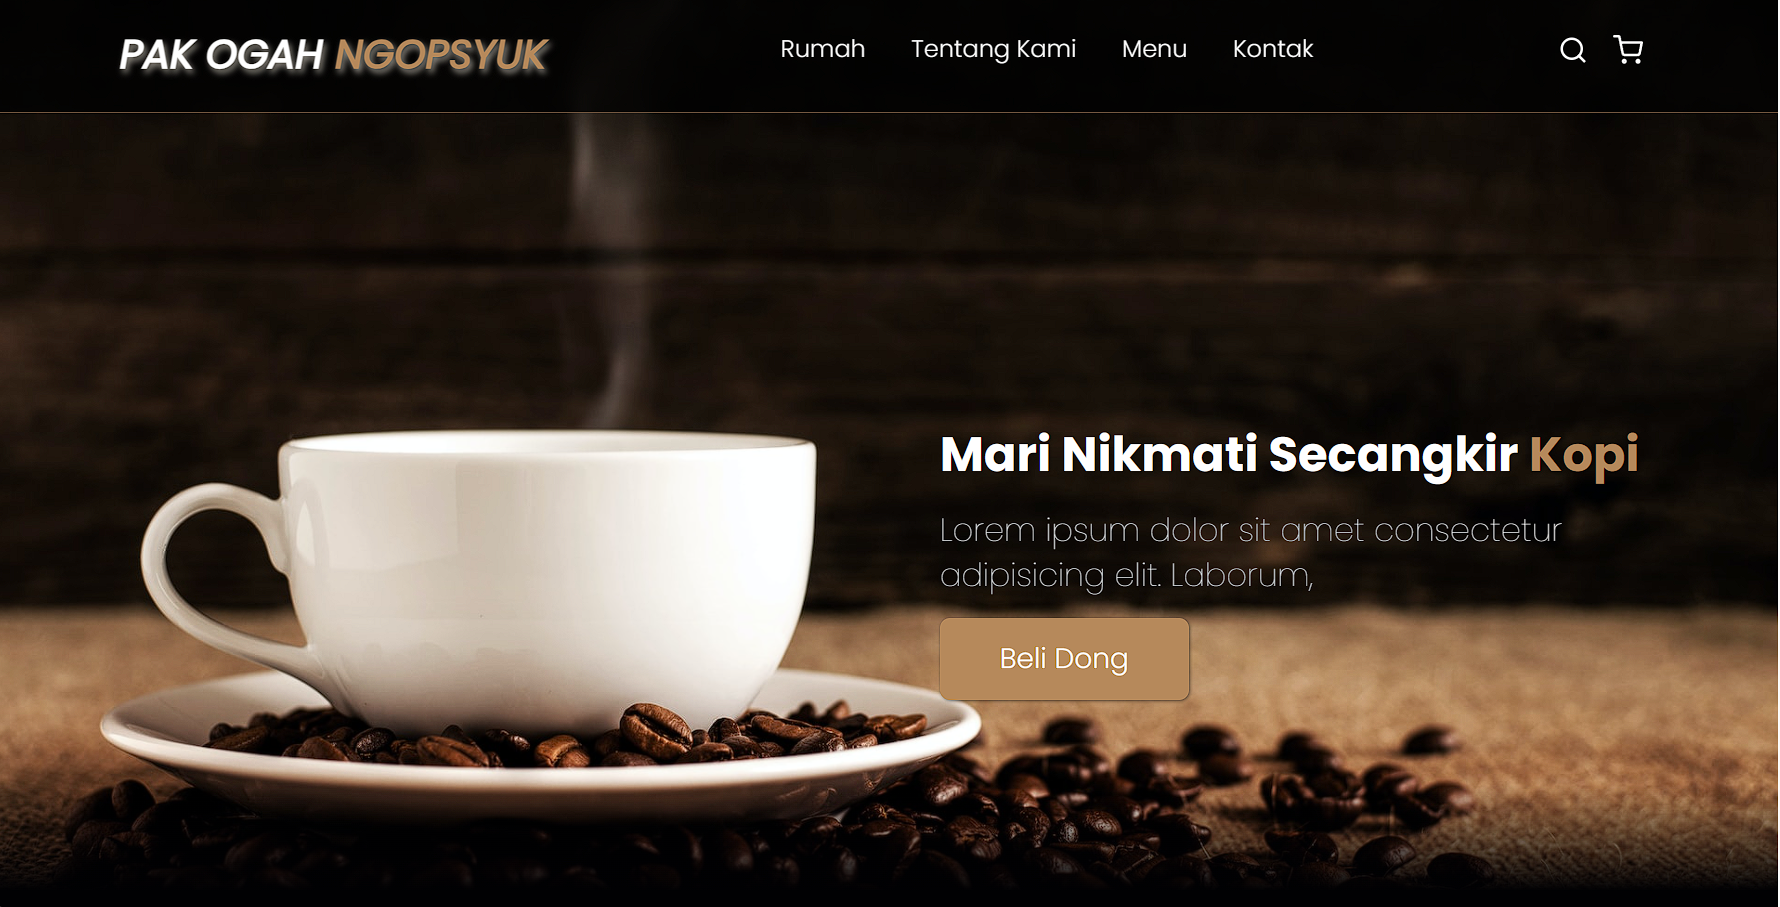 PAK OGAH NGOPSYUK
Rumah
Tentang Kami
Menu
Kontak
Mari Nikmati Secangkir Kopi
Lorem ipsum dolor sit amet consectetur
adipisicing elit. Laborum,
Beli Dong